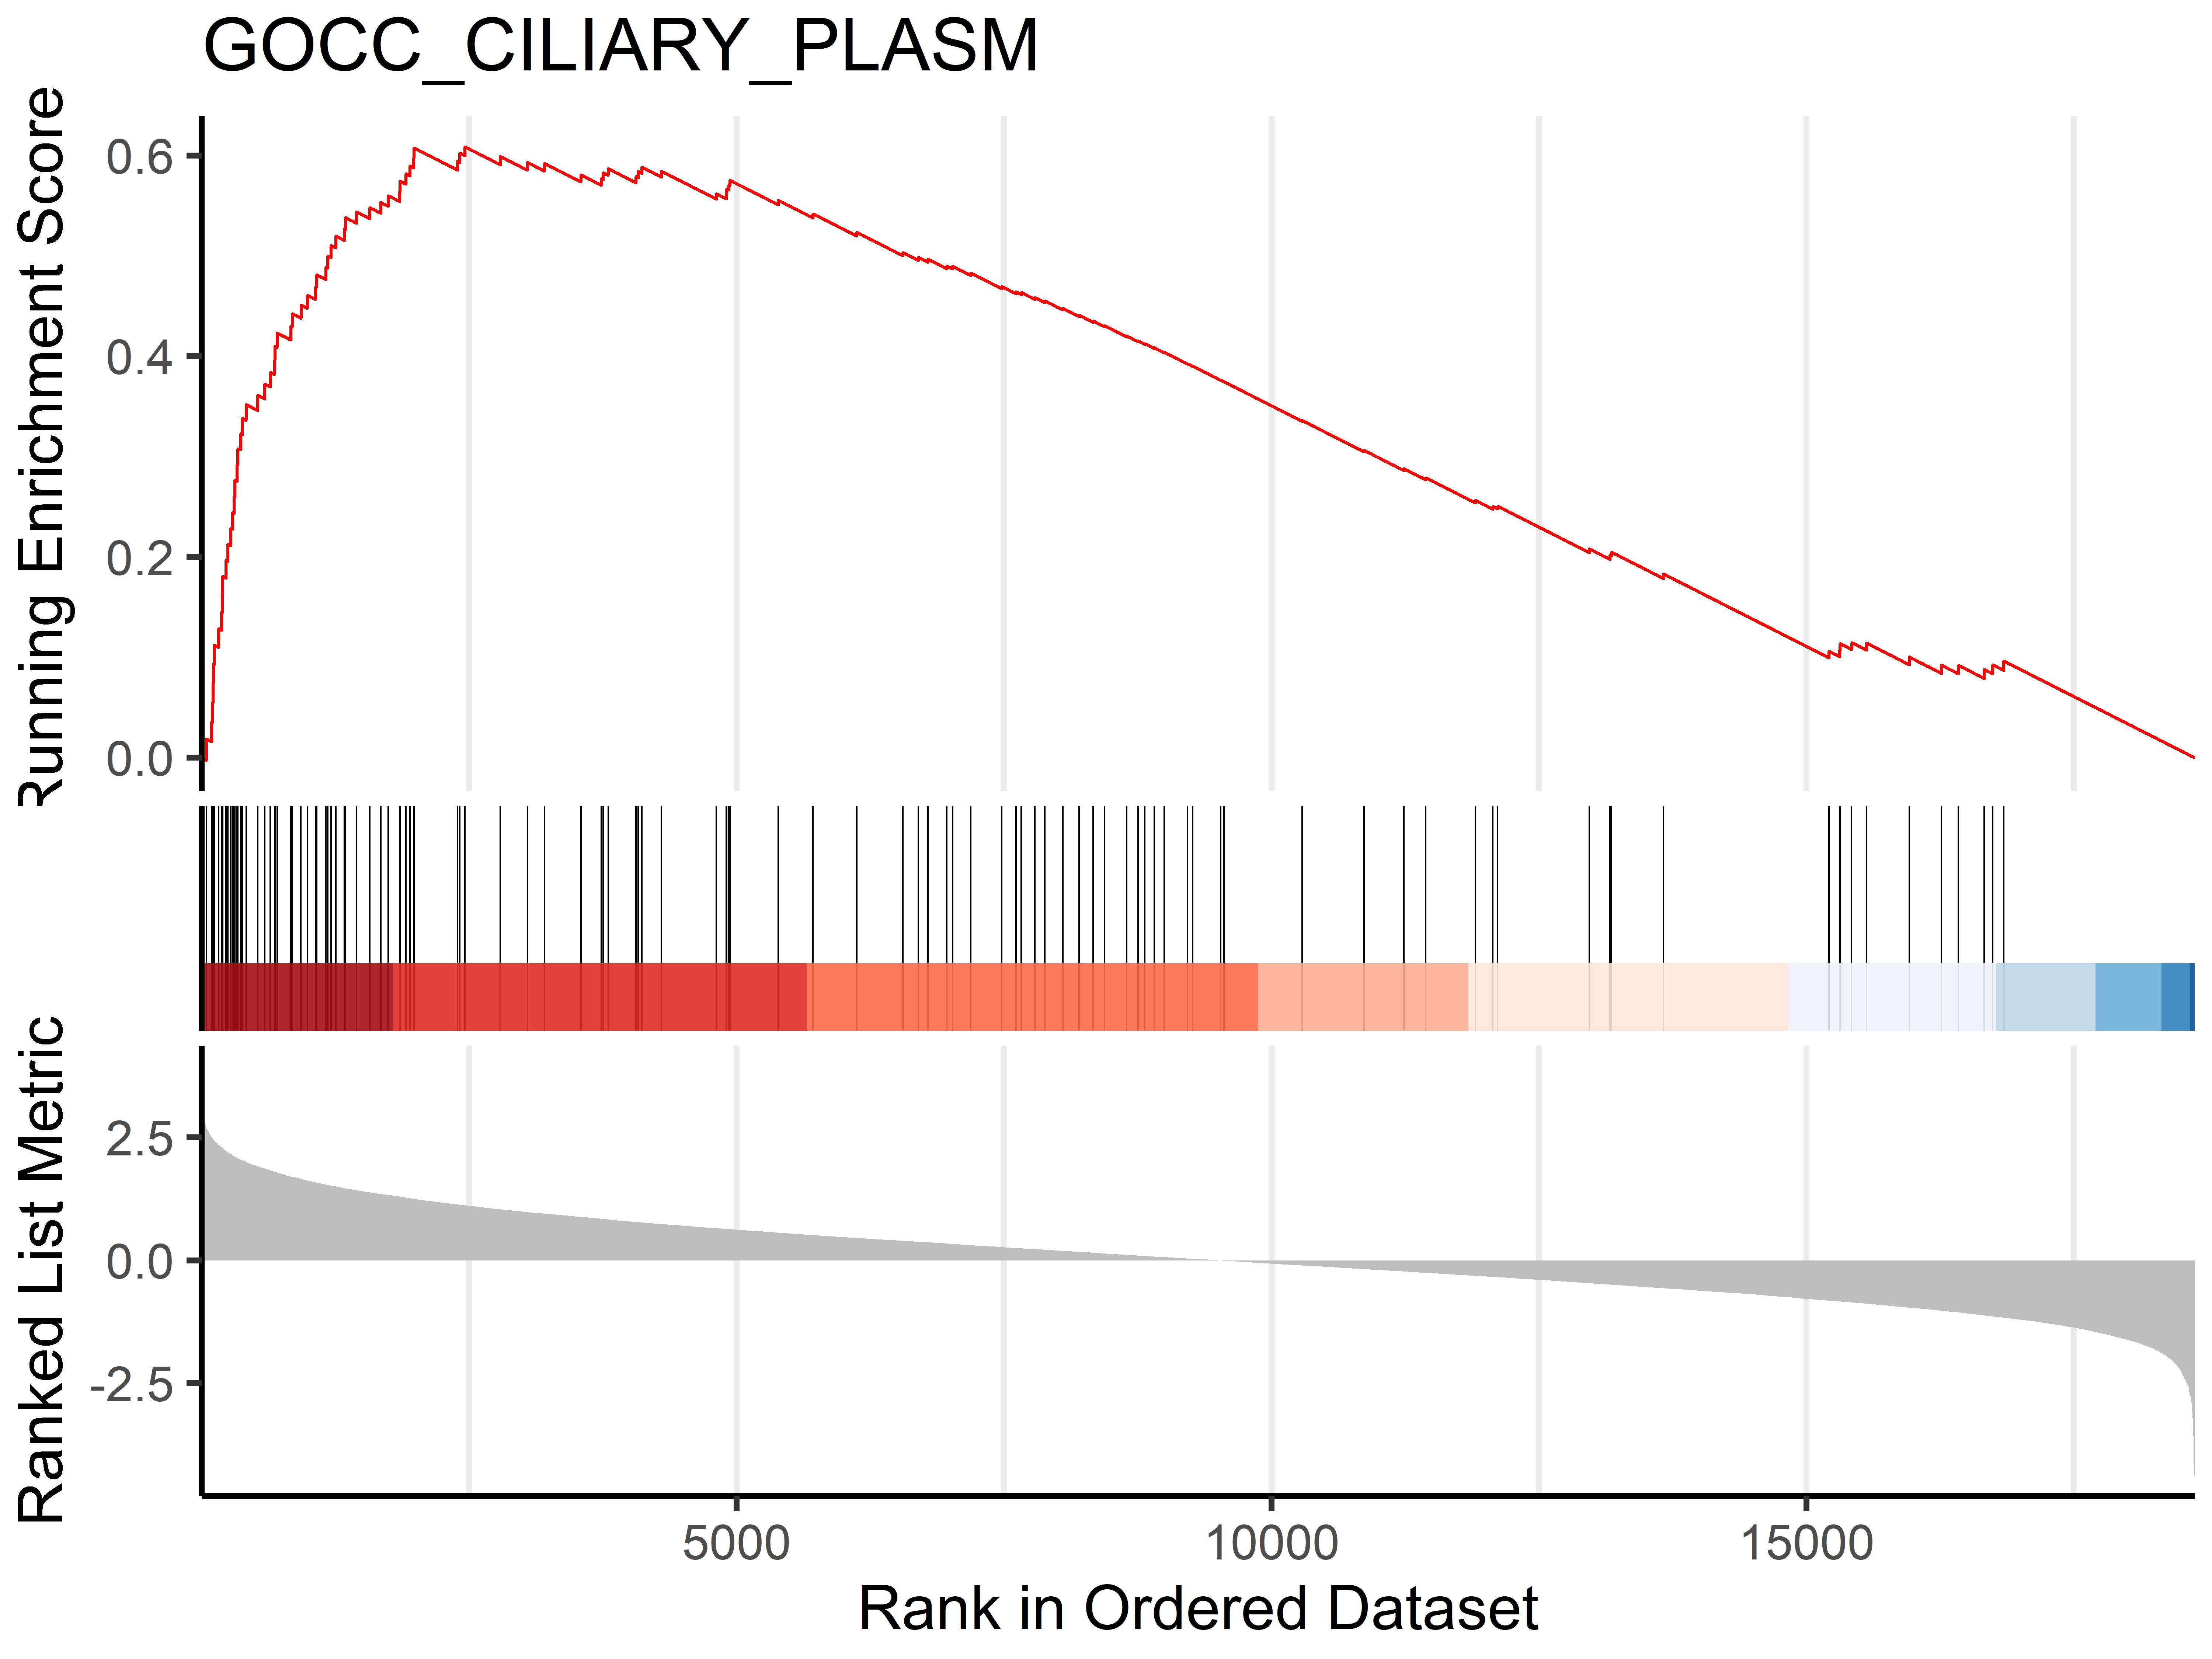 GOCC_CILIARY_PLASM
Running Enrichment Score
0.6
0.4
0.2
0.0
Ranked List Metric
2.5
0.0
-2.5
5000
10000
15000
Rank in Ordered Dataset